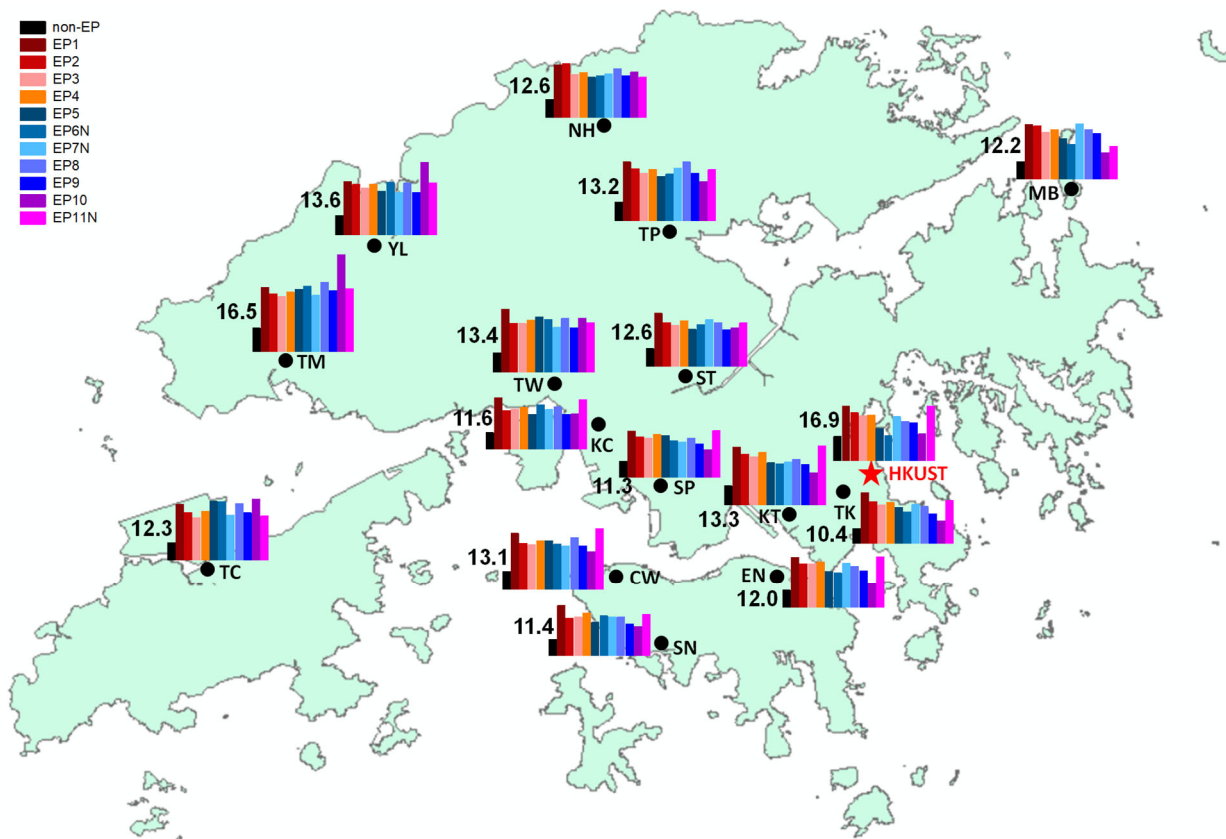 non-EP
EP1
EP2
EP3
EP4
EP5
EP6N
EP7N
EP8
EP9
EP10
EP11N
12.6
NH
12.2
MB
13.2
TP
13.6
YL
16.5
TM
13.4
TW
12.6
ST
11.6
KC
16.9
HKUST
11.3
SP
13.3
KT
TK
10.4
12.3
TC
13.1
CW
EN
12.0
11.4
SN